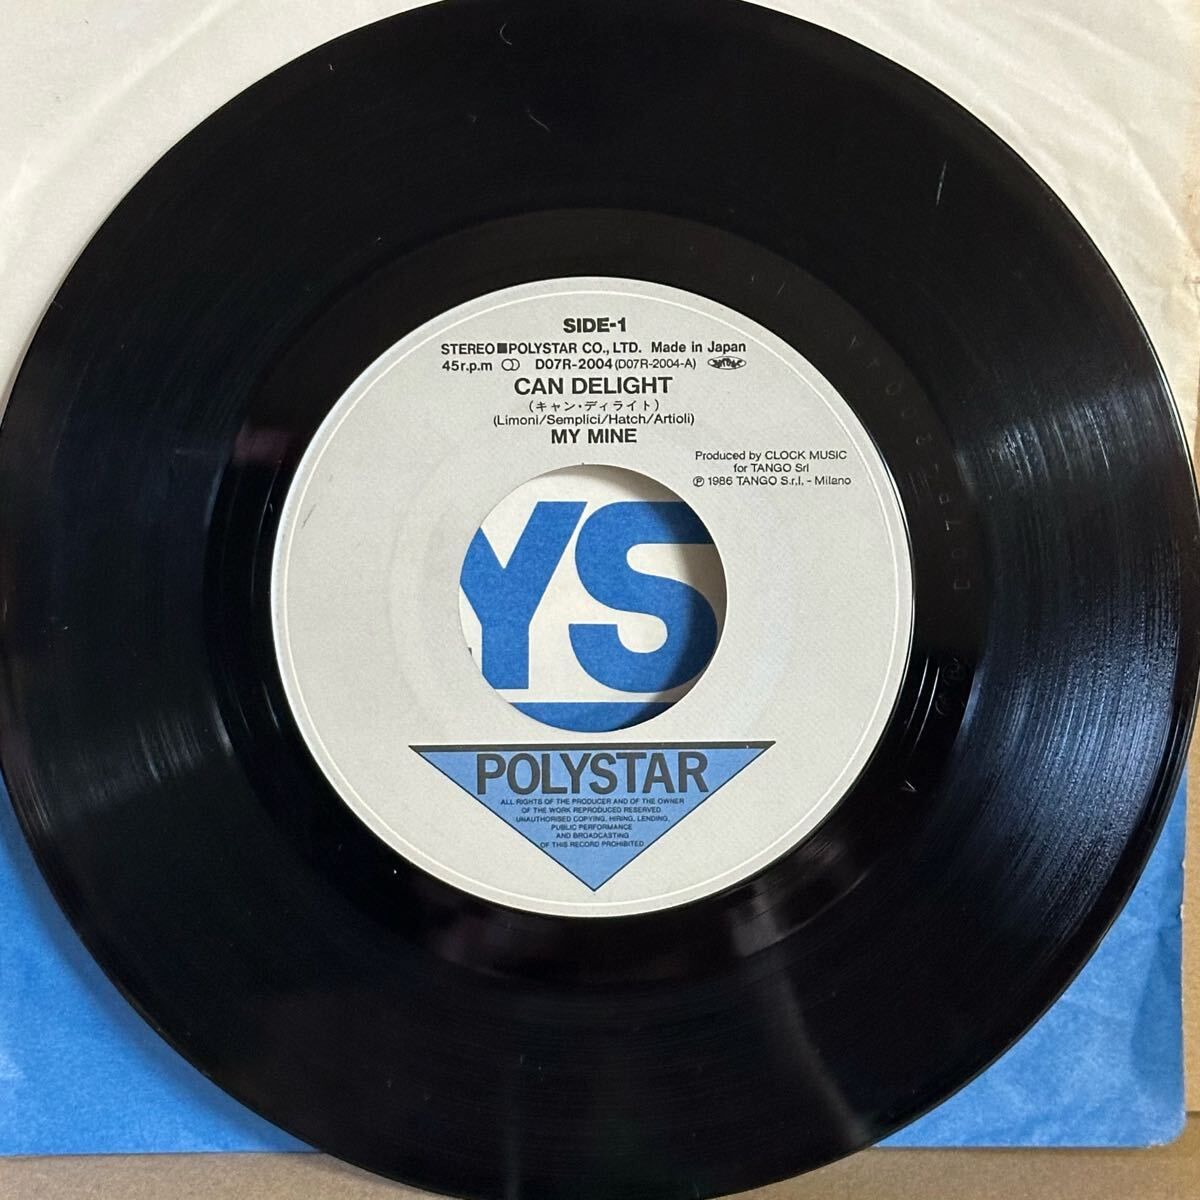 SIDE-1
STEREO■POLYSTAR CO., LTD. Made in Japan
45r.p.m D07R-2004 (D07R-2004-A)
CAN DELIGHT
(キャン・ディライト)
(Limoni/Semplici/Hatch/Artioli)
MY MINE
Produced by CLOCK MUSIC
for TANGO Srl
Ⓟ 1986 TANGO S.r.l. - Milano
YS
POLYSTAR
ALL RIGHTS OF THE PRODUCER AND OF THE OWNER
OF THE WORK REPRODUCED RESERVED
UNAUTHORISED COPYING, HIRING, LENDING,
PUBLIC PERFORMANCE
AND BROADCASTING
OF THIS RECORD PROHIBITED